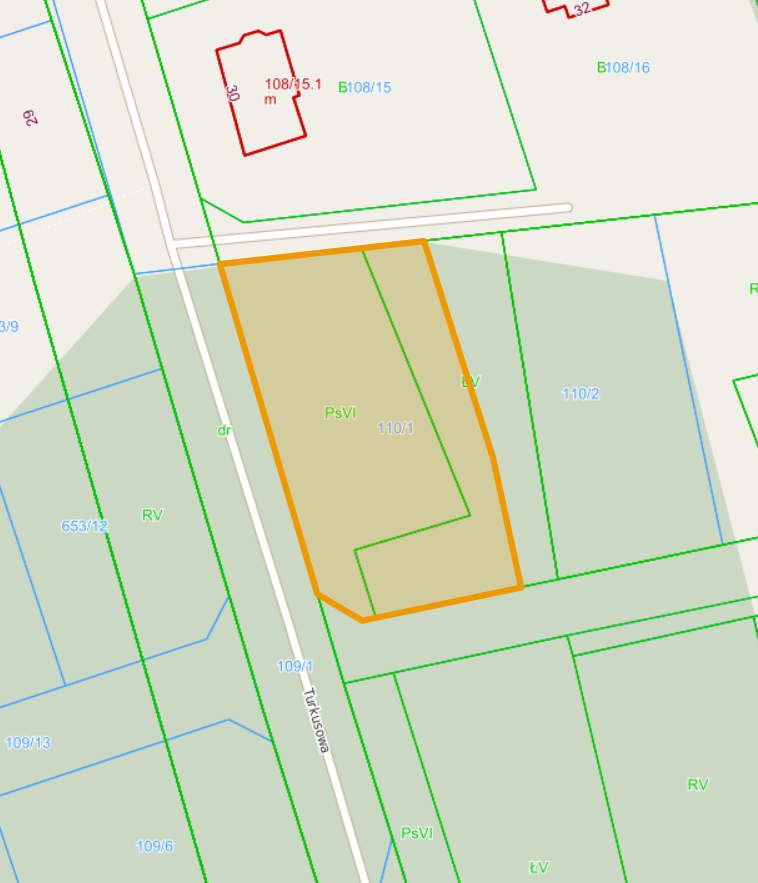 32
B108/16
108/15.1
m
B108/15
30
29
3/9
R
ŁV
110/2
PsVI
110/1
dr
RV
653/12
109/1
Turkusowa
109/13
RV
PsVI
109/6
ŁV